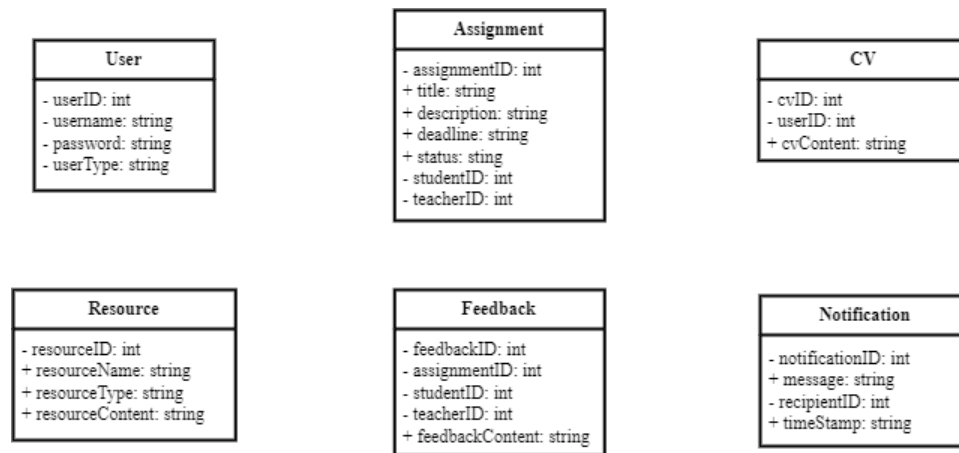 User
- userID: int
- username: string
- password: string
- userType: string
Assignment
- assignmentID: int
+ title: string
+ description: string
+ deadline: string
+ status: sting
- studentID: int
- teacherID: int
CV
- cvID: int
- userID: int
+ cvContent: string
Resource
- resourceID: int
+ resourceName: string
+ resourceType: string
+ resourceContent: string
Feedback
- feedbackID: int
- assignmentID: int
- studentID: int
- teacherID: int
+ feedbackContent: string
Notification
- notificationID: int
+ message: string
- recipientID: int
+ timeStamp: string